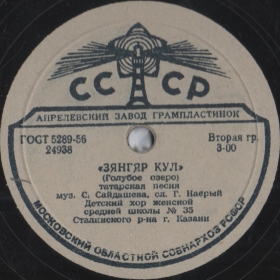 СССР
АПРЕЛЕВСКИЙ ЗАВОД ГРАМПЛАСТИНОК
ГОСТ 5289-56
24938
Вторая гр.
3-00
«ЗЯНГЯР КУЛ»
(Голубое озеро)
татарская песня
муз. С. Сайдашева, сл. Г. Насрый
Детский хор женской
средней школы № 35
Сталинского р-на г. Казани
МОСКОВСКИЙ ОБЛАСТНОЙ СОВНАРХОЗ РСФСР